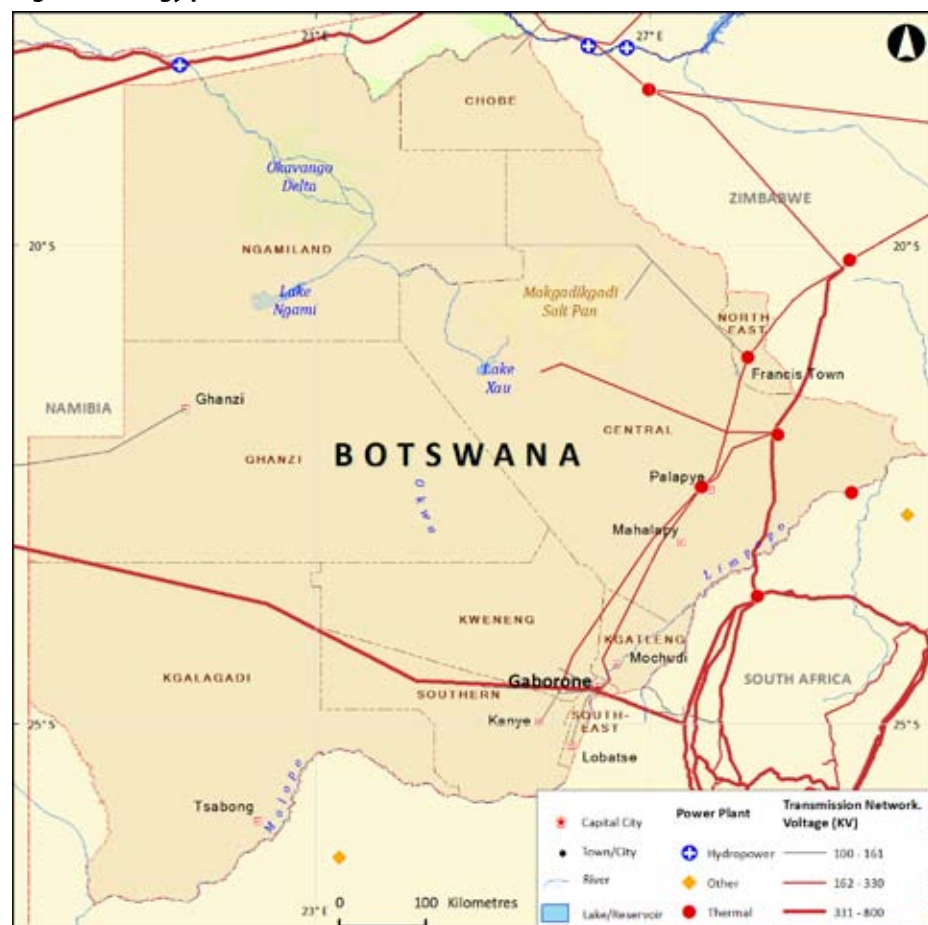 23° E
27° E
CHOBE
Okavango
Delta
ZIMBABWE
20° S
20° S
NGAMILAND
Lake
Ngami
Makgadikgadi
Salt Pan
NORTH-
EAST
Lake
Xau
Francis Town
NAMIBIA
Ghanzi
CENTRAL
BOTSWANA
GHANZI
Palapye
Okwe
Mahalapy
Limpopo
KWENENG
KGATLENG
Mochudi
KGALAGADI
Gaborone
SOUTH AFRICA
SOUTHERN
Kanye
SOUTH-
EAST
25° S
25° S
Lobatse
Tsabong
Molopo
23° E
0 100 Kilometres
Capital City
Town/City
River
Lake/Reservoir
Power Plant
Hydropower
Other
Thermal
Transmission Network.
Voltage (KV)
100 - 161
162 - 330
331 - 800